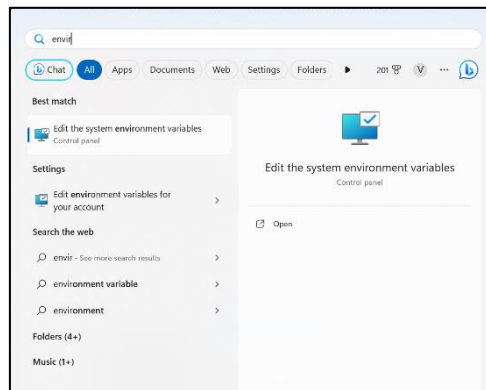 envir
Chat All Apps Documents Web Settings Folders 201 V ...
Best match
Edit the system environment variables
Control panel
Settings
Edit environment variables for
your account
Search the web
envir - See more search results
environment variable
environment
Folders (4+)
Music (1+)
Edit the system environment variables
Control panel
Open